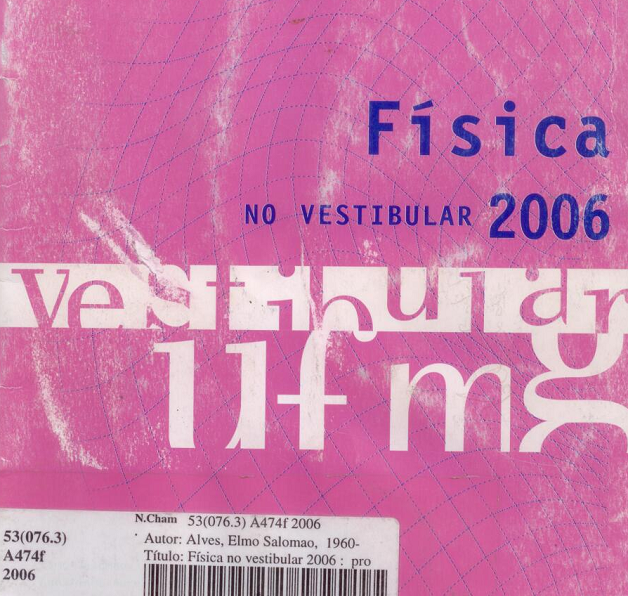 Física
NO VESTIBULAR 2006
vestibular
ufmg
N.Cham 53(076.3) A474f 2006
53(076.3)
Autor: Alves, Elmo Salomao, 1960-
A474f
Título: Física no vestibular 2006 : pro
2006